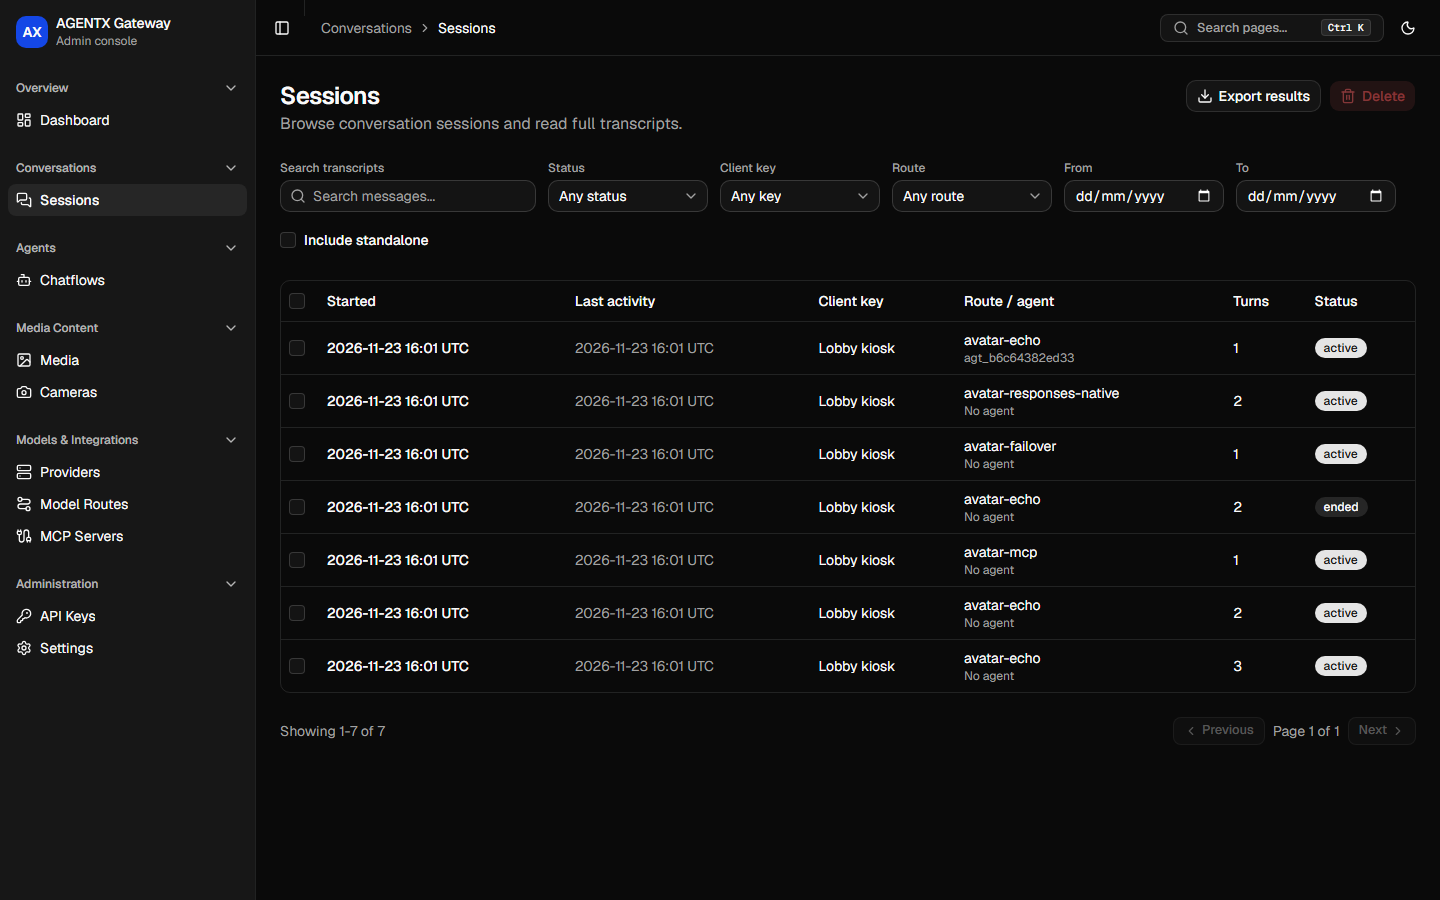 AX
AGENTX Gateway
Admin console
Overview
Dashboard
Conversations
Sessions
Agents
Chatflows
Media Content
Media
Cameras
Models & Integrations
Providers
Model Routes
MCP Servers
Administration
API Keys
Settings
Conversations > Sessions
Search pages... Ctrl K
Sessions
Browse conversation sessions and read full transcripts.
Export results
Delete
Search transcripts Status Client key Route From To
Search messages... Any status Any key Any route dd/mm/yyyy dd/mm/yyyy
Include standalone
Started Last activity Client key Route / agent Turns Status
2026-11-23 16:01 UTC 2026-11-23 16:01 UTC Lobby kiosk avatar-echo 1 active
agt_b6c64382ed33
2026-11-23 16:01 UTC 2026-11-23 16:01 UTC Lobby kiosk avatar-responses-native 2 active
No agent
2026-11-23 16:01 UTC 2026-11-23 16:01 UTC Lobby kiosk avatar-failover 1 active
No agent
2026-11-23 16:01 UTC 2026-11-23 16:01 UTC Lobby kiosk avatar-echo 2 ended
No agent
2026-11-23 16:01 UTC 2026-11-23 16:01 UTC Lobby kiosk avatar-mcp 1 active
No agent
2026-11-23 16:01 UTC 2026-11-23 16:01 UTC Lobby kiosk avatar-echo 2 active
No agent
2026-11-23 16:01 UTC 2026-11-23 16:01 UTC Lobby kiosk avatar-echo 3 active
No agent
Showing 1-7 of 7
Previous Page 1 of 1 Next